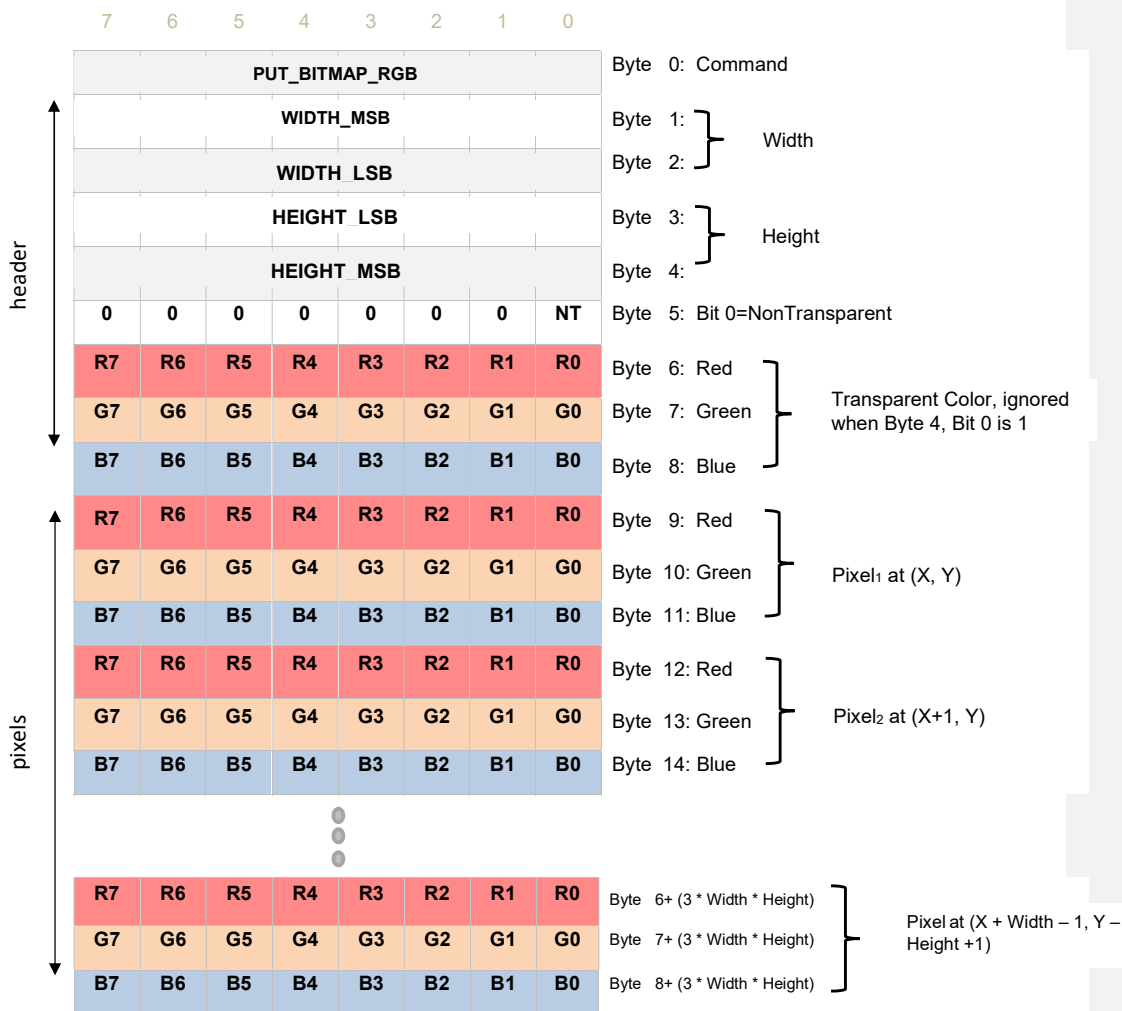 7 6 5 4 3 2 1 0
PUT_BITMAP_RGB Byte 0: Command
WIDTH_MSB Byte 1:
Width
WIDTH_LSB Byte 2:
HEIGHT_LSB Byte 3:
Height
HEIGHT_MSB Byte 4:
header
0 0 0 0 0 0 0 NT Byte 5: Bit 0=NonTransparent
R7 R6 R5 R4 R3 R2 R1 R0 Byte 6: Red
G7 G6 G5 G4 G3 G2 G1 G0 Byte 7: Green
Transparent Color, ignored
when Byte 4, Bit 0 is 1
B7 B6 B5 B4 B3 B2 B1 B0 Byte 8: Blue
R7 R6 R5 R4 R3 R2 R1 R0 Byte 9: Red
G7 G6 G5 G4 G3 G2 G1 G0 Byte 10: Green
Pixel1 at (X, Y)
B7 B6 B5 B4 B3 B2 B1 B0 Byte 11: Blue
R7 R6 R5 R4 R3 R2 R1 R0 Byte 12: Red
G7 G6 G5 G4 G3 G2 G1 G0 Byte 13: Green
Pixel2 at (X+1, Y)
B7 B6 B5 B4 B3 B2 B1 B0 Byte 14: Blue
pixels
R7 R6 R5 R4 R3 R2 R1 R0 Byte 6+ (3 * Width * Height)
G7 G6 G5 G4 G3 G2 G1 G0 Byte 7+ (3 * Width * Height)
Pixel at (X + Width – 1, Y –
Height +1)
B7 B6 B5 B4 B3 B2 B1 B0 Byte 8+ (3 * Width * Height)